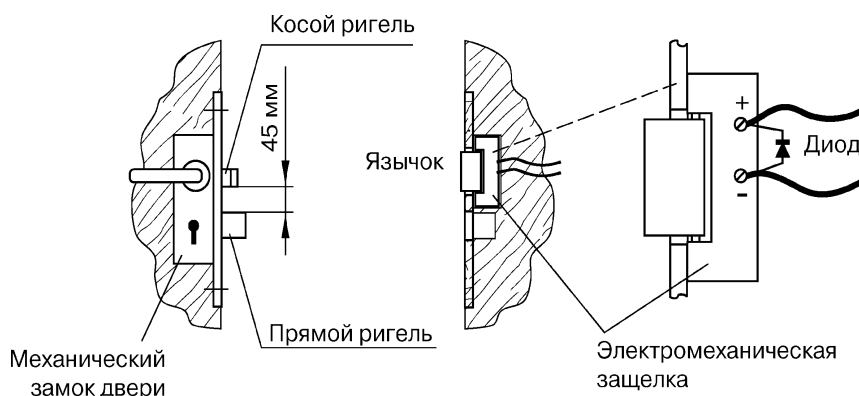 Косой ригель
45 мм
Язычок
+
Диод
-
Прямой ригель
Механический
замок двери
Электромеханическая
защелка